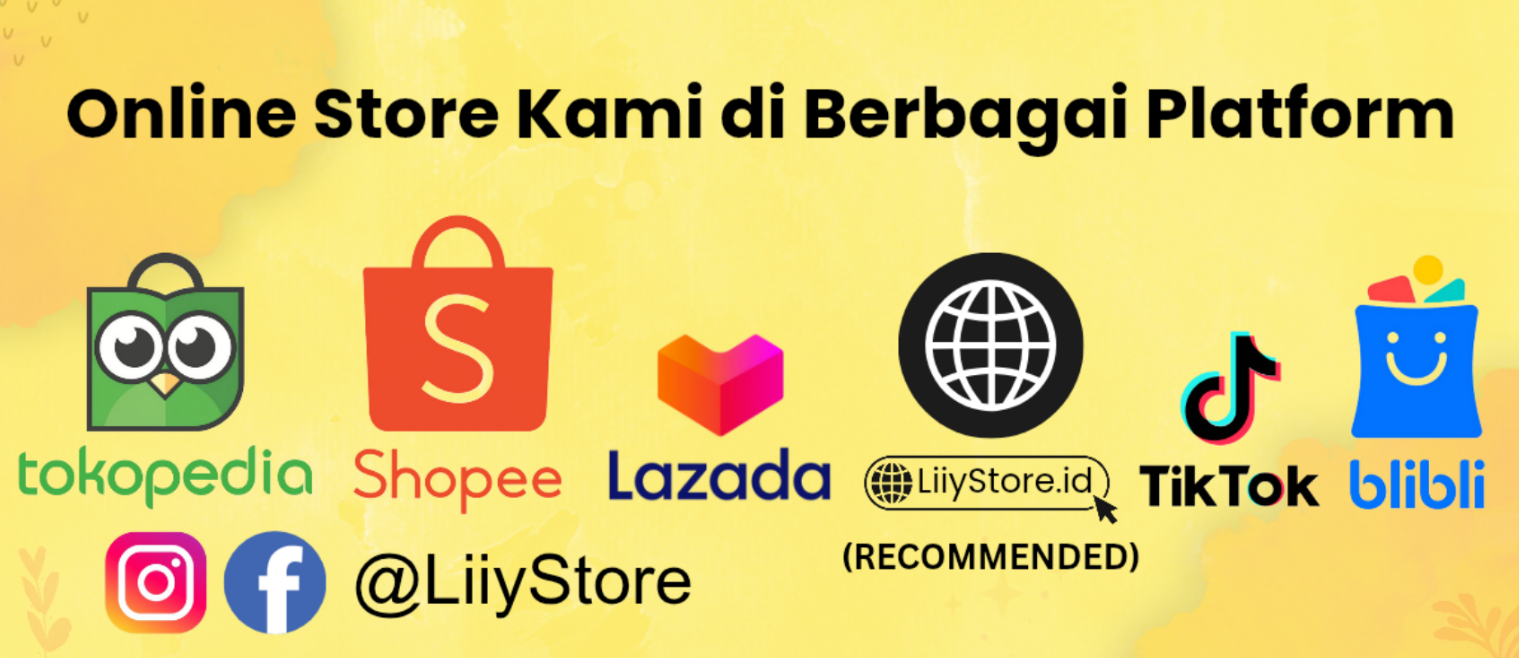 Online Store Kami di Berbagai Platform
S
tokopedia
Shopee
Lazada
LiiyStore.id
(RECOMMENDED)
TikTok
blibli
f
@LiiyStore